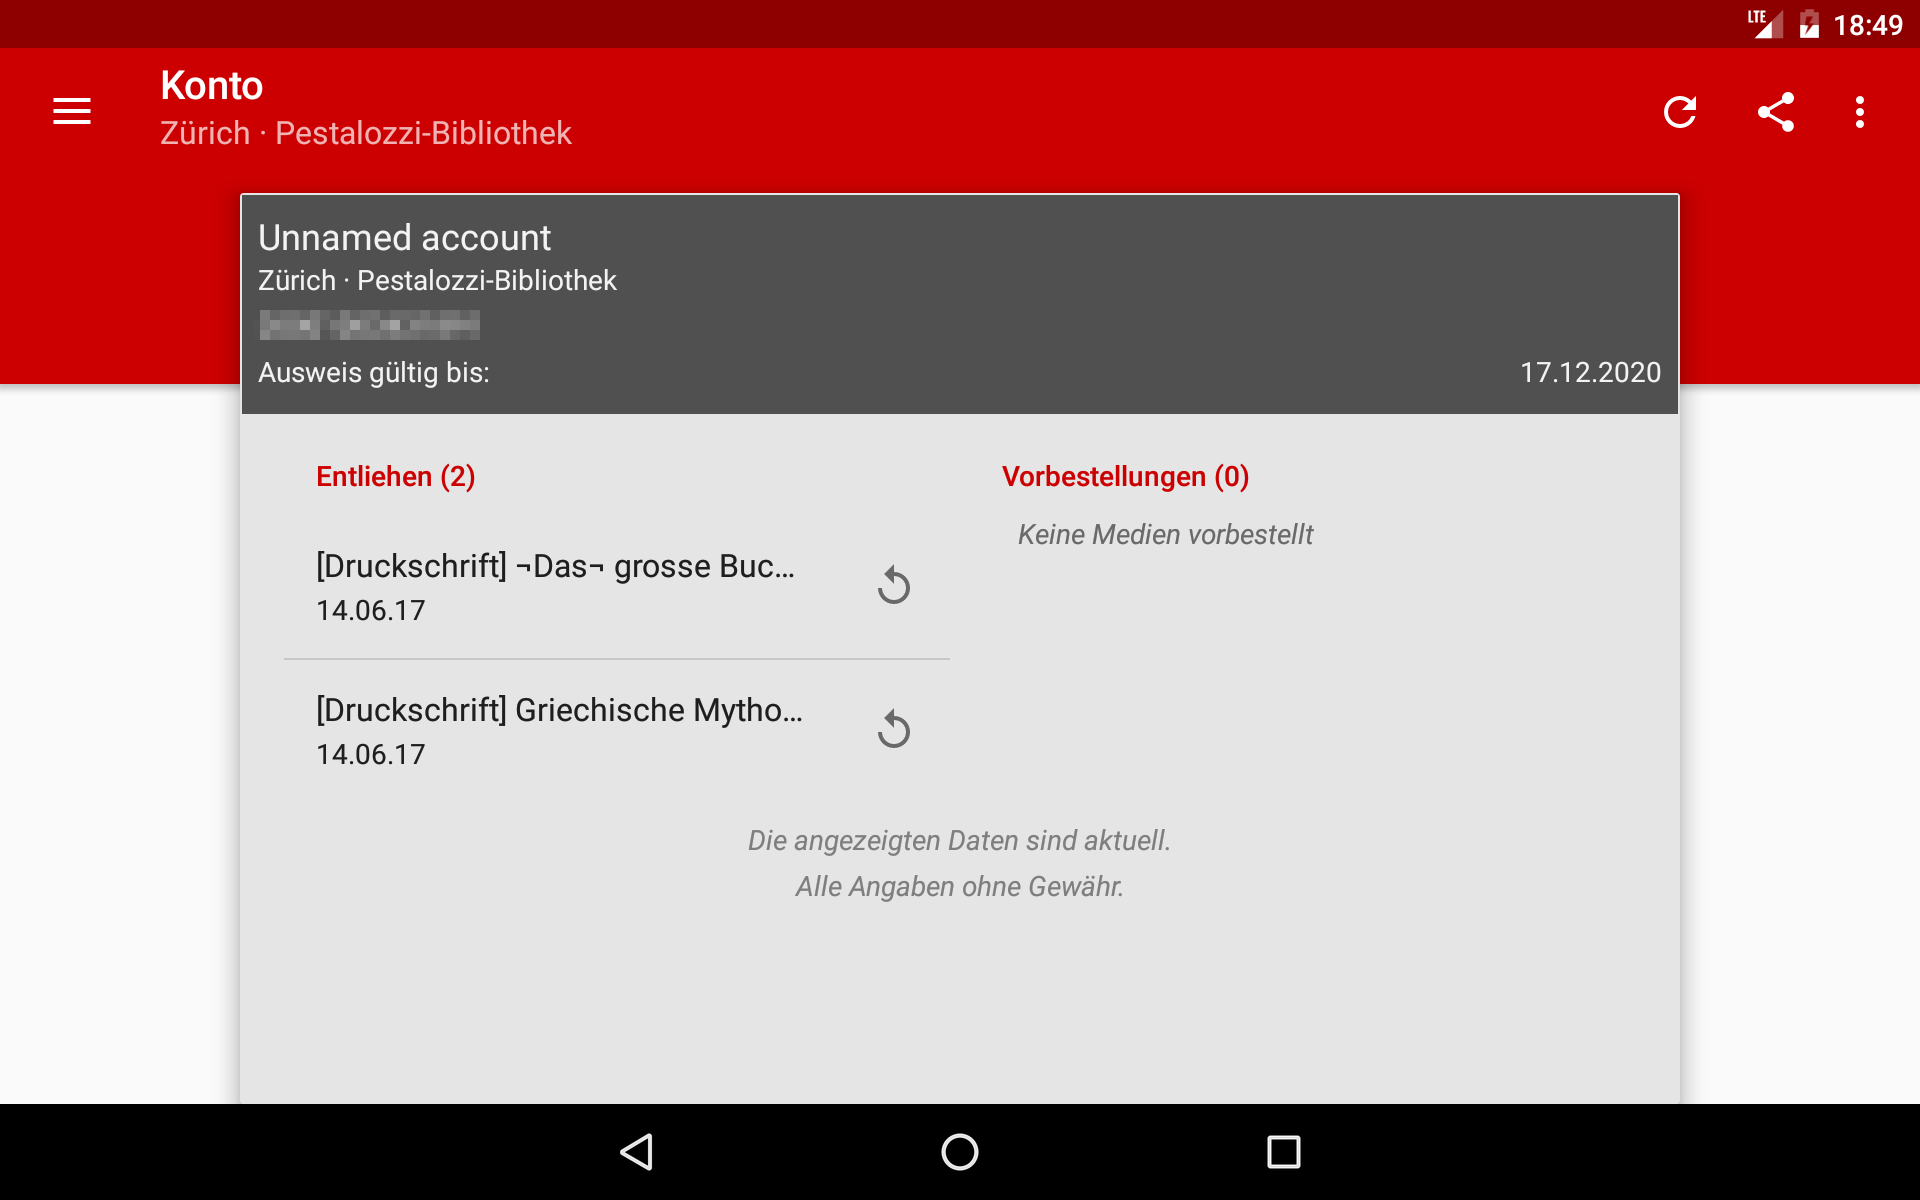 LTE 18:49
Konto
Zürich · Pestalozzi-Bibliothek
Unnamed account
Zürich · Pestalozzi-Bibliothek
Ausweis gültig bis: 17.12.2020
Entliehen (2)
[Druckschrift] ¬Das¬ grosse Buc...
14.06.17
[Druckschrift] Griechische Mytho...
14.06.17
Vorbestellungen (0)
Keine Medien vorbestellt
Die angezeigten Daten sind aktuell.
Alle Angaben ohne Gewähr.